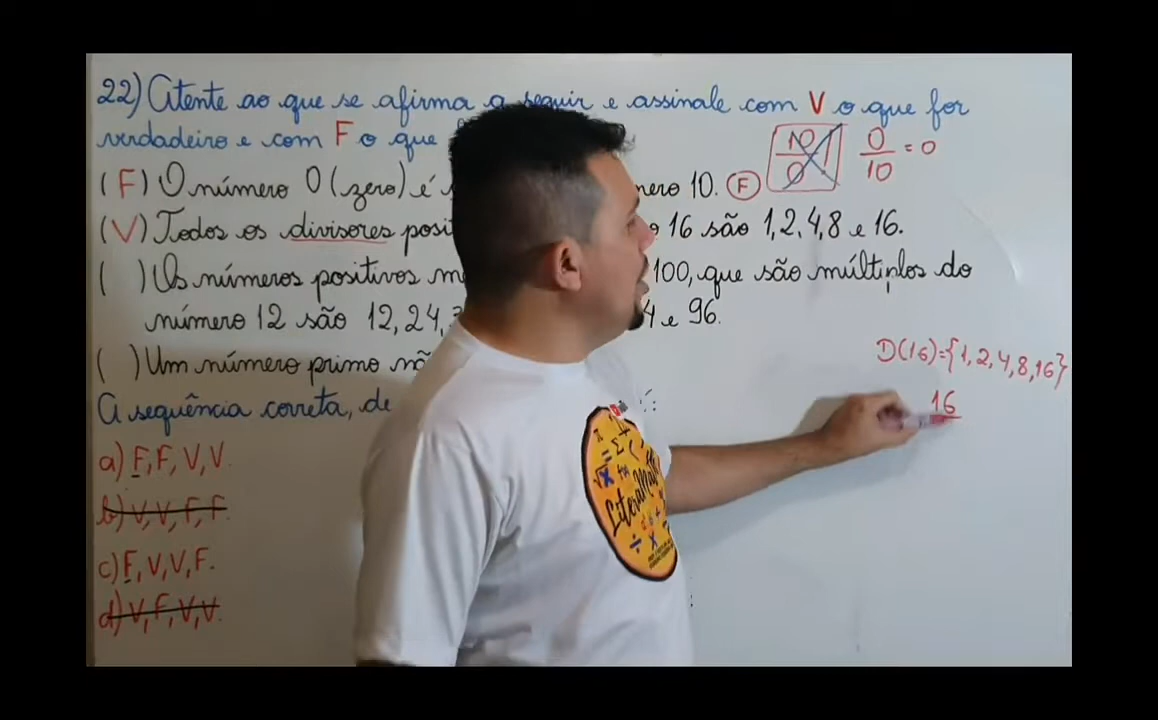 22) Atente ao que se afirma a seguir e assinale com V o que for
verdadeiro e com F o que
(F) O número 0 (zero) é
10. F
10/0 0/10 = 0
(V) Todos os divisores posi
16 são 1, 2, 4, 8 e 16.
( ) Os números positivos m
100, que são múltiplos do
número 12 são 12, 24,
4 e 96.
( ) Um número primo nã
D(16)={1, 2, 4, 8, 16}
16
A sequência correta, de
a) F, F, V, V
b) V, V, F, F
c) F, V, V, F.
d) V, F, V, V.
LiteraMat